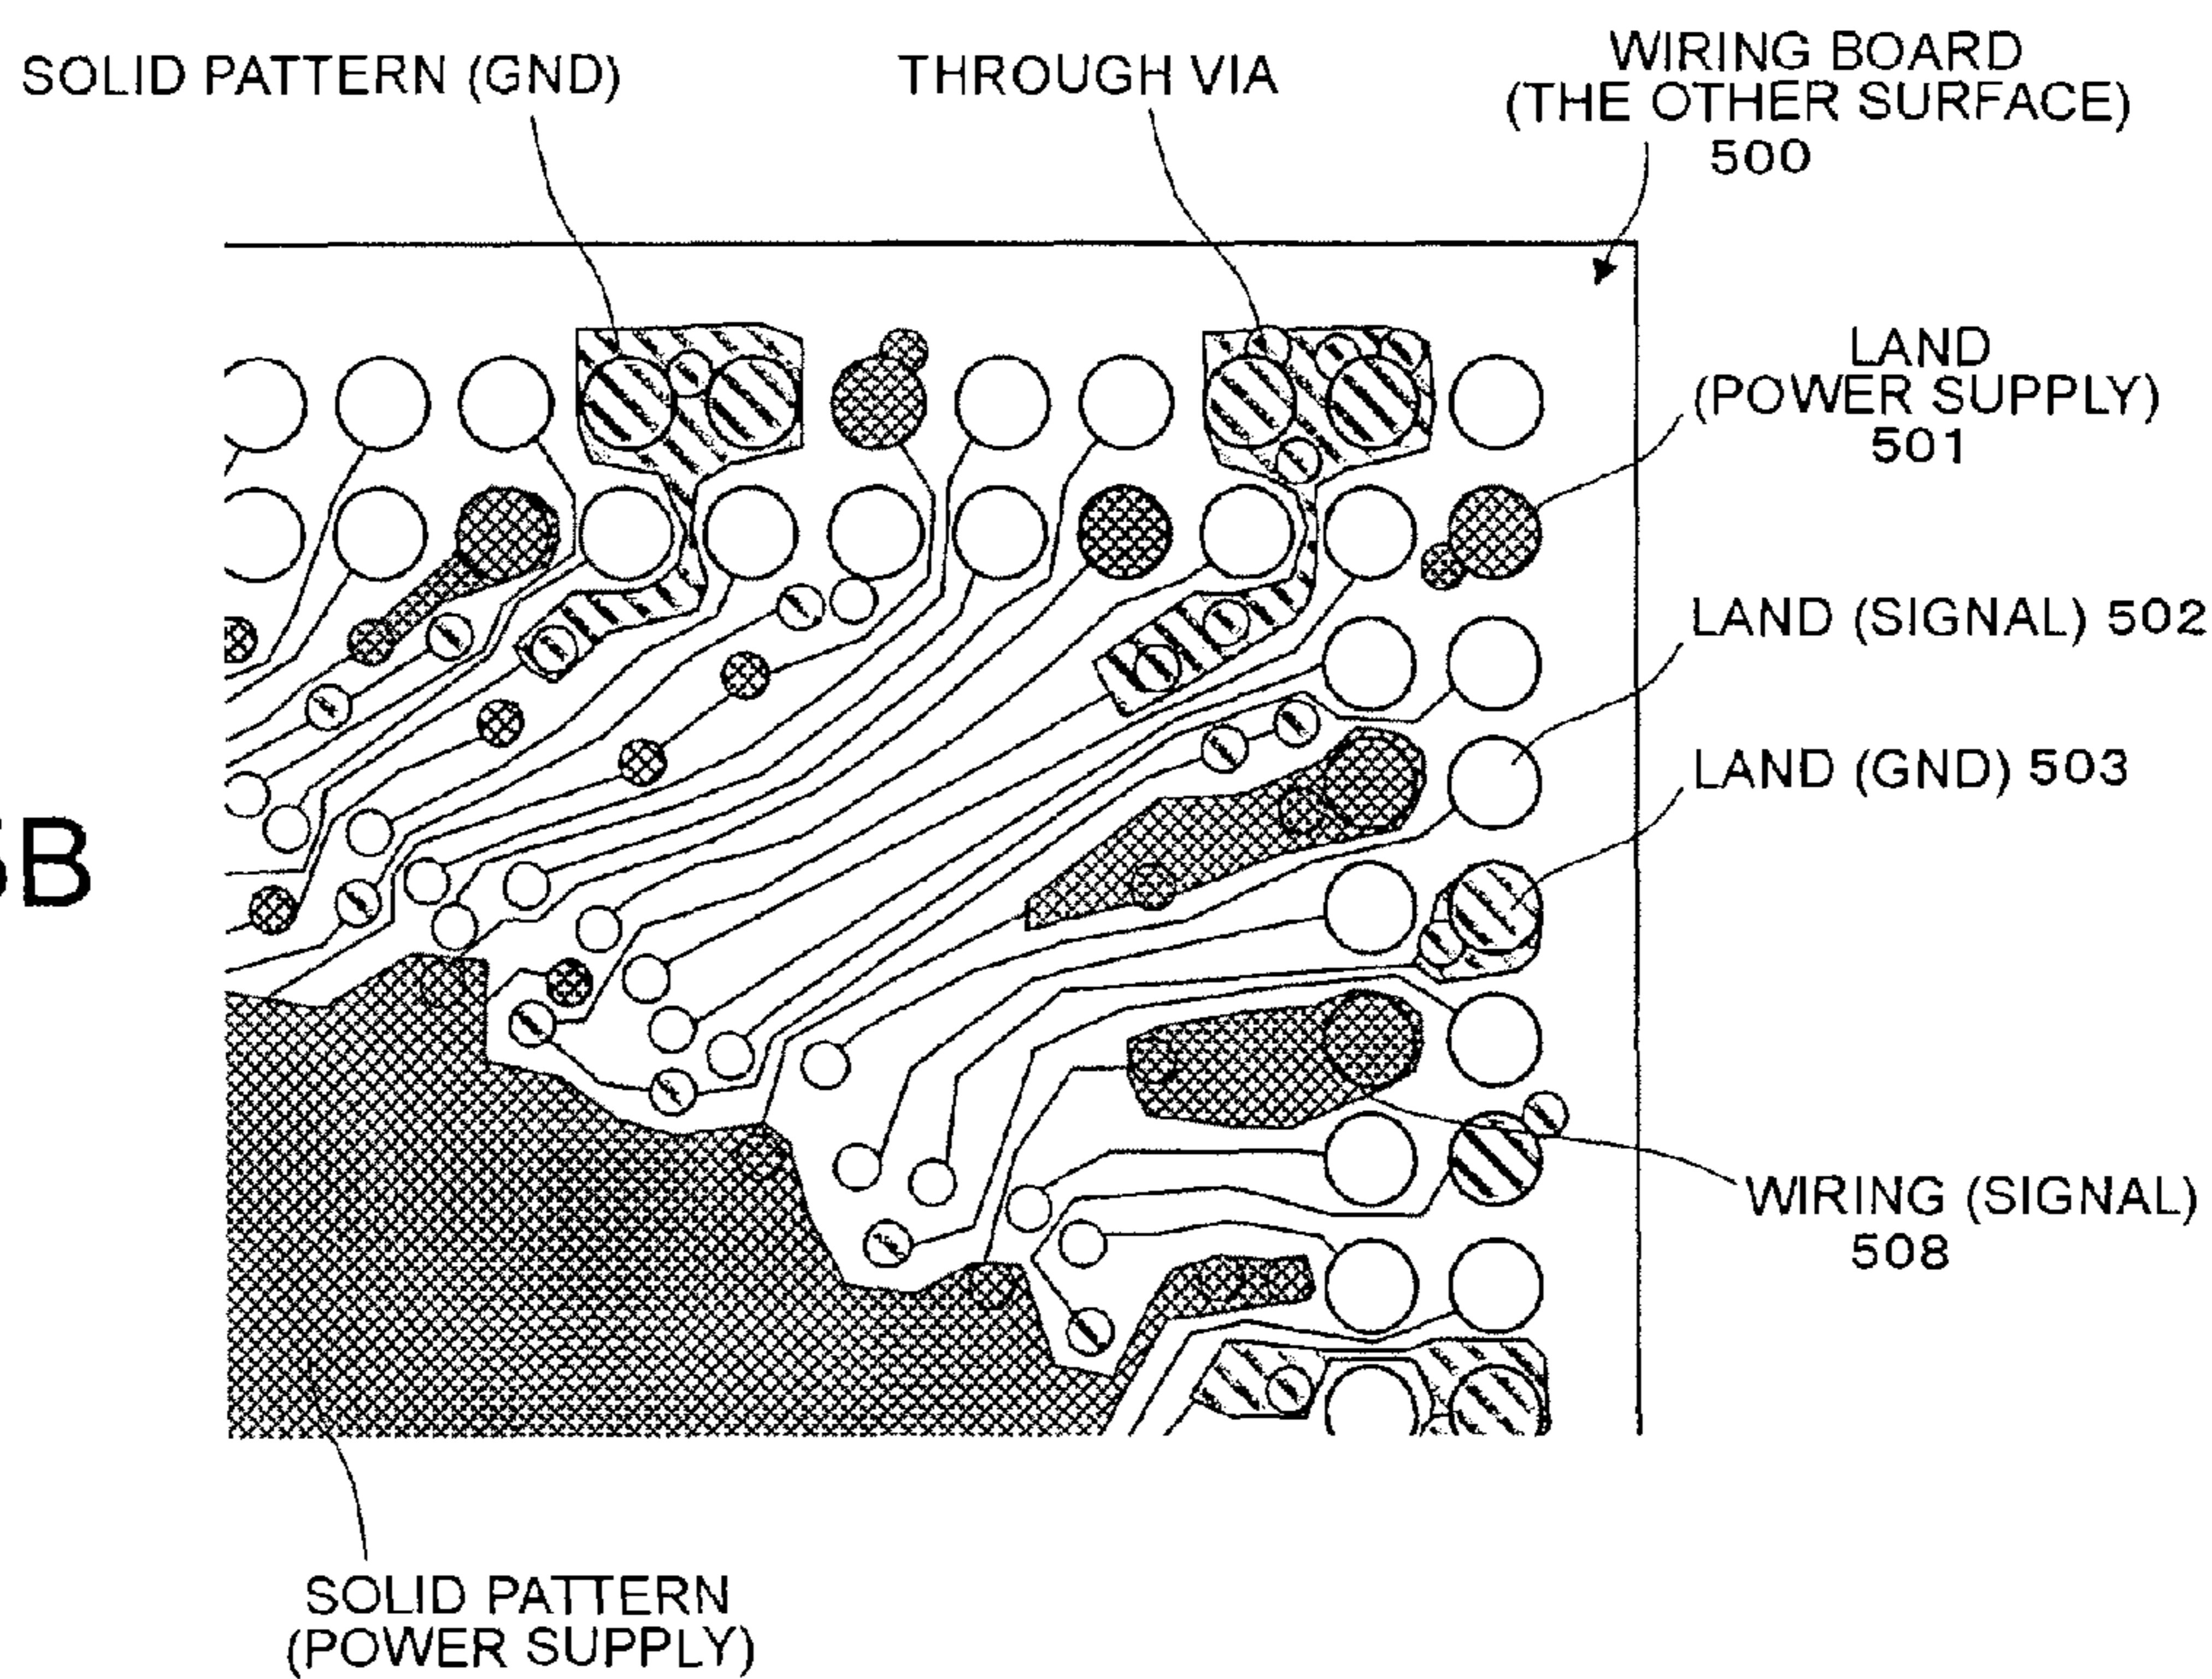 SOLID PATTERN (GND)
THROUGH VIA
WIRING BOARD
(THE OTHER SURFACE)
500
LAND
(POWER SUPPLY)
501
LAND (SIGNAL) 502
LAND (GND) 503
B
WIRING (SIGNAL)
508
SOLID PATTERN
(POWER SUPPLY)